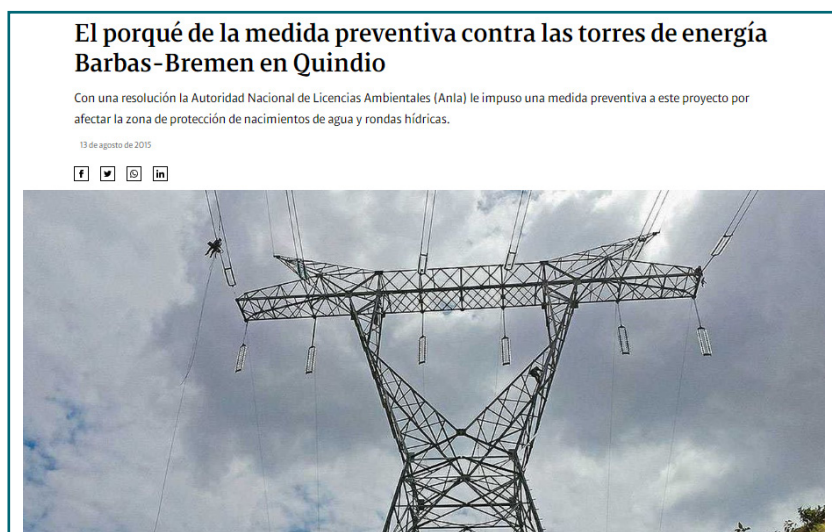 El porqué de la medida preventiva contra las torres de energía
Barbas-Bremen en Quindio
Con una resolución la Autoridad Nacional de Licencias Ambientales (Anla) le impuso una medida preventiva a este proyecto por
afectar la zona de protección de nacimientos de agua y rondas hídricas.
13 de agosto de 2015